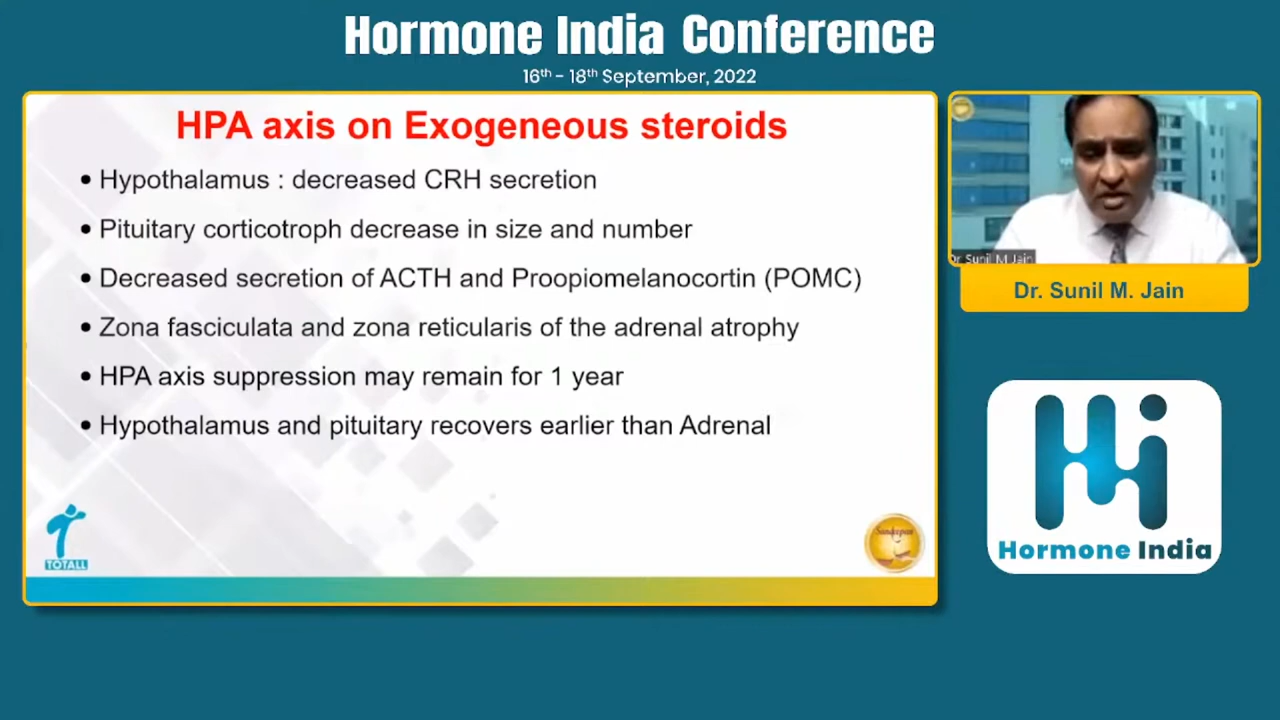 Hormone India Conference
16th - 18th September, 2022
HPA axis on Exogeneous steroids
• Hypothalamus : decreased CRH secretion
• Pituitary corticotroph decrease in size and number
• Decreased secretion of ACTH and Proopiomelanocortin (POMC)
• Zona fasciculata and zona reticularis of the adrenal atrophy
• HPA axis suppression may remain for 1 year
• Hypothalamus and pituitary recovers earlier than Adrenal
TOTALL
Dr. Sunil M Jain
Dr. Sunil M. Jain
Hi
Hormone India